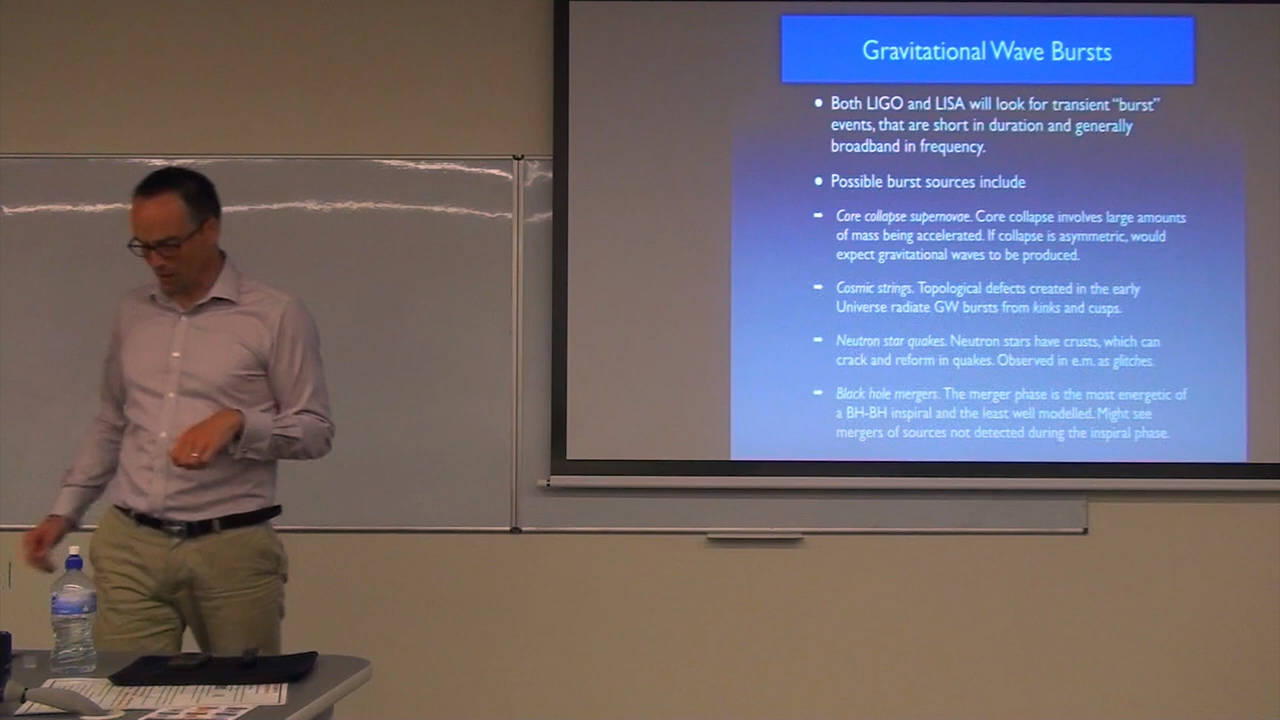 Gravitational Wave Bursts
• Both LIGO and LISA will look for transient “burst”
events, that are short in duration and generally
broadband in frequency.
• Possible burst sources include
– Core collapse supernovae. Core collapse involves large amounts
of mass being accelerated. If collapse is asymmetric, would
expect gravitational waves to be produced.
– Cosmic strings. Topological defects created in the early
Universe radiate GW bursts from kinks and cusps.
– Neutron star quakes. Neutron stars have crusts, which can
crack and reform in quakes. Observed in e.m. as glitches.
– Black hole mergers. The merger phase is the most energetic of
a BH-BH inspiral and the least well modelled. Might see
mergers of sources not detected during the inspiral phase.